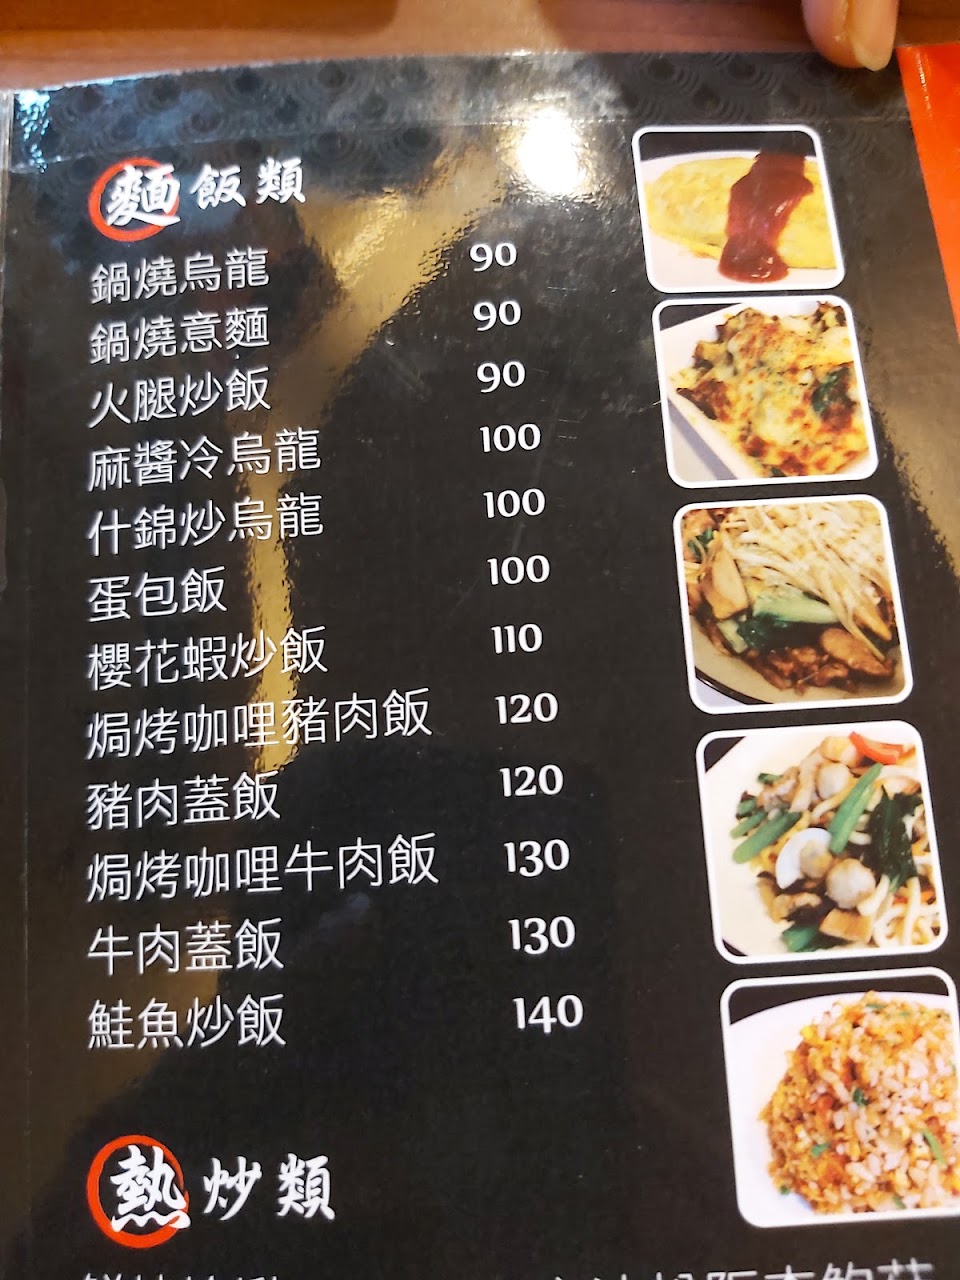 麵飯類
鍋燒烏龍 90
鍋燒意麵 90
火腿炒飯 90
麻醬冷烏龍 100
什錦炒烏龍 100
蛋包飯 100
櫻花蝦炒飯 110
焗烤咖哩豬肉飯 120
豬肉蓋飯 120
焗烤咖哩牛肉飯 130
牛肉蓋飯 130
鮭魚炒飯 140
熱炒類